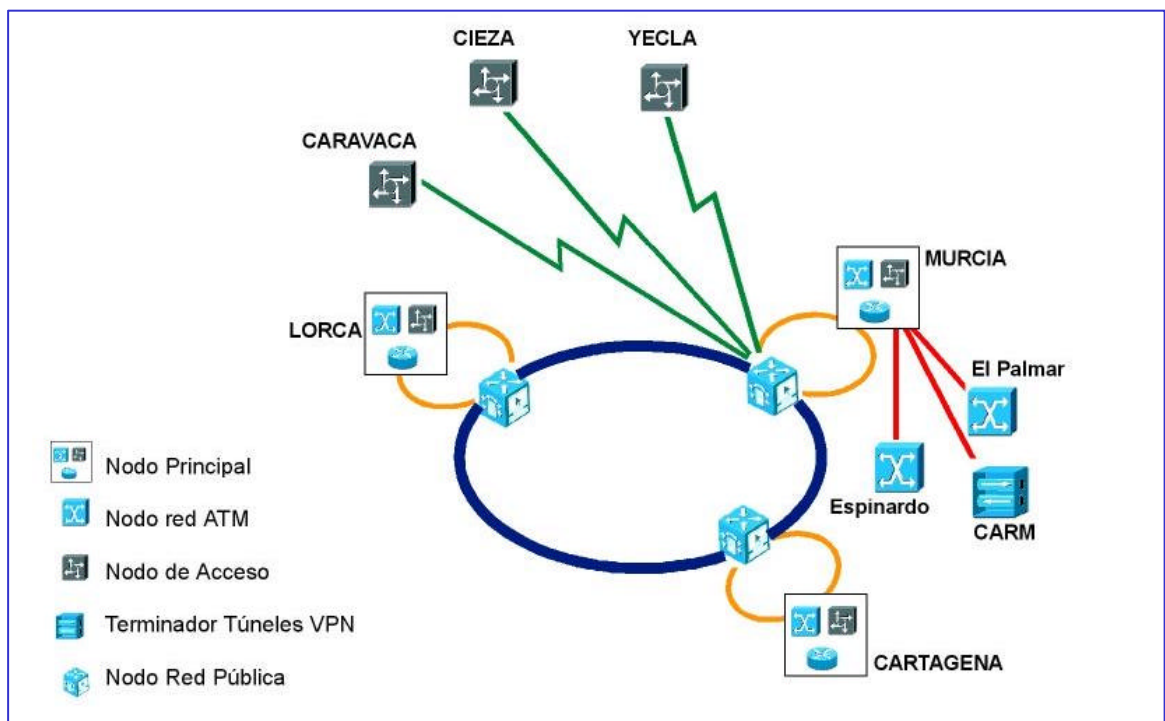 CIEZA
YECLA
CARAVACA
MURCIA
LORCA
El Palmar
Espinardo
CARM
CARTAGENA
Nodo Principal
Nodo red ATM
Nodo de Acceso
Terminador Túneles VPN
Nodo Red Pública